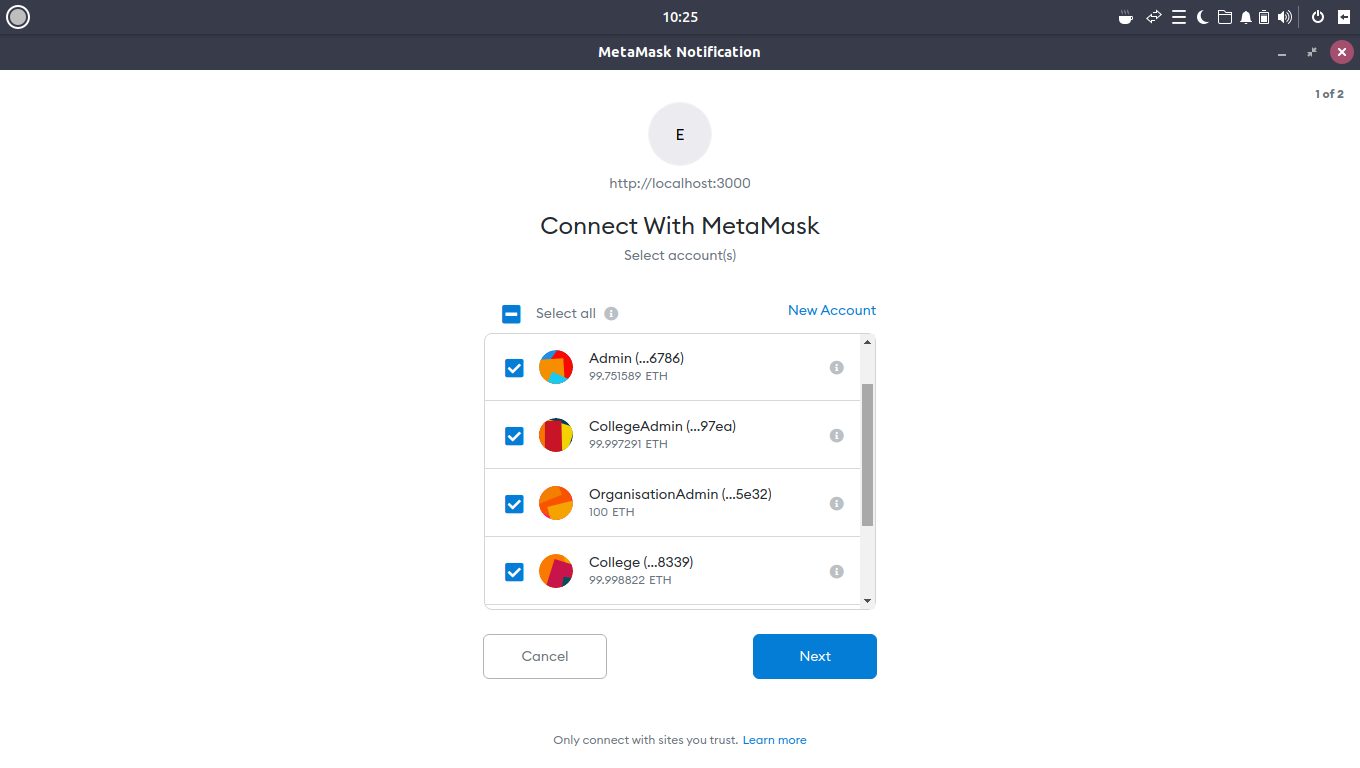 10:25
MetaMask Notification
1 of 2
E
http://localhost:3000
Connect With MetaMask
Select account(s)
Select all
New Account
Admin (...6786)
99.751589 ETH
CollegeAdmin (...97ea)
99.997291 ETH
OrganisationAdmin (...5e32)
100 ETH
College (...8339)
99.998822 ETH
Cancel
Next
Only connect with sites you trust. Learn more